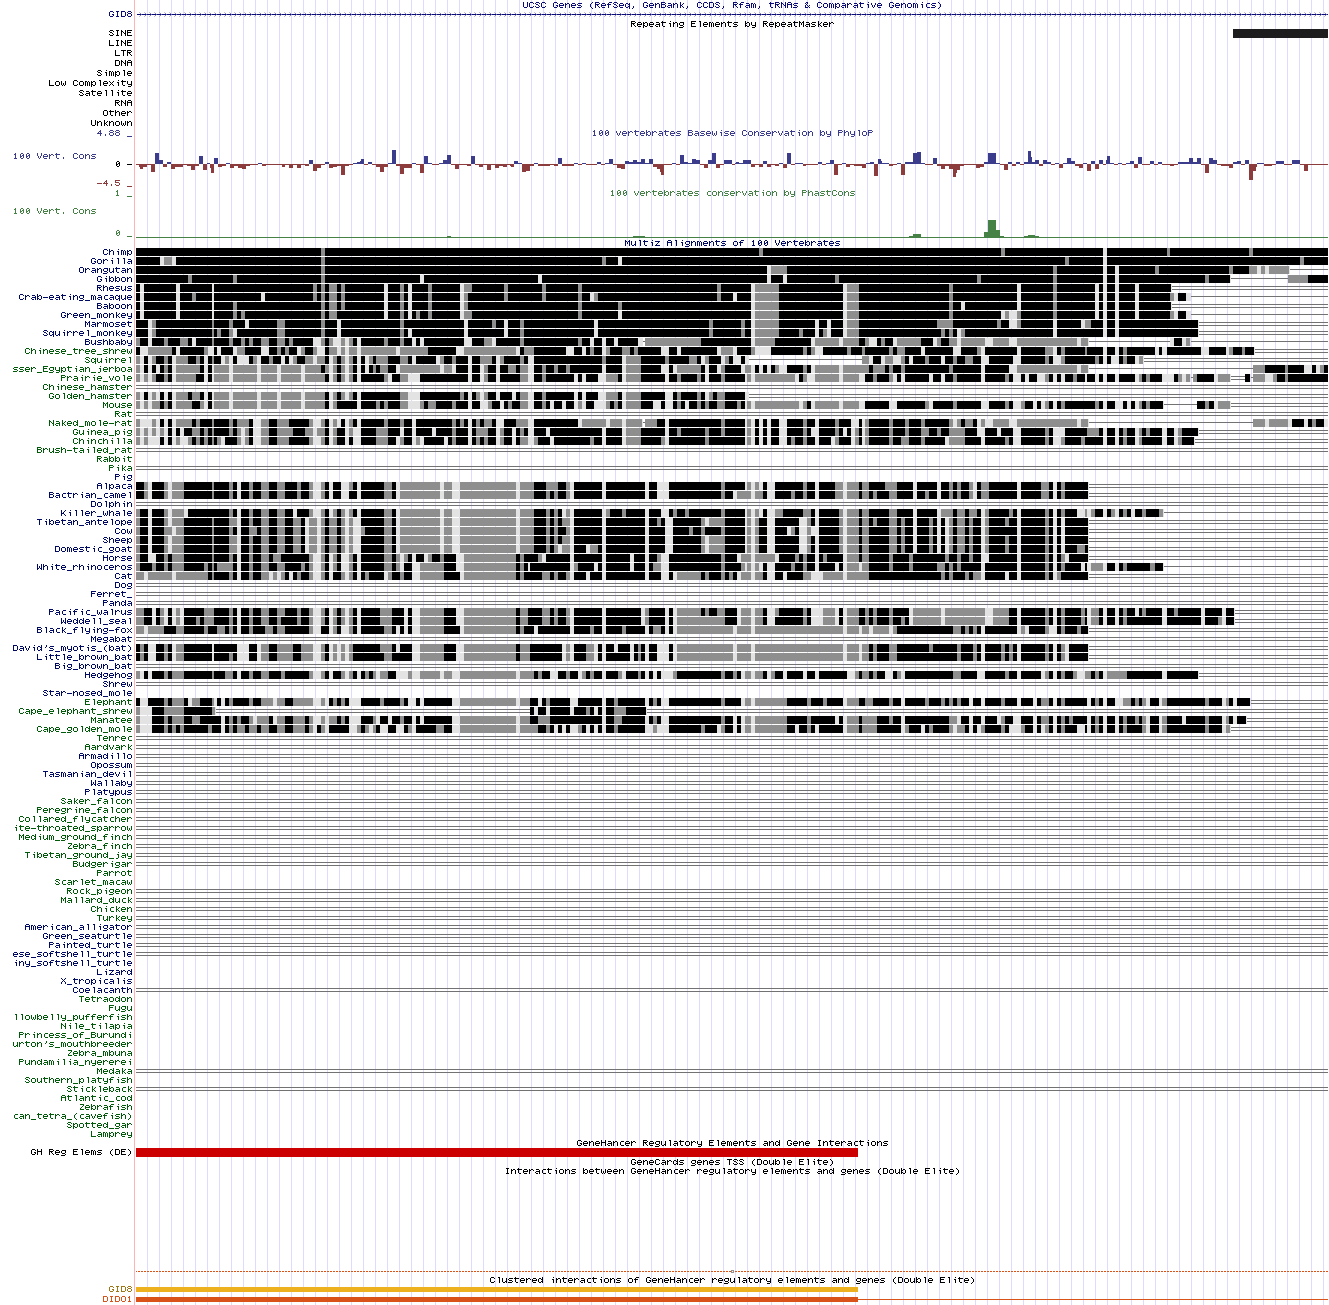 UCSC Genes (RefSeq, GenBank, CCDS, Rfam, tRNAs & Comparative Genomics)
GID8
Repeating Elements by RepeatMasker
SINE
LINE
LTR
DNA
Simple
Low Complexity
Satellite
RNA
Other
Unknown
4.88 _
100 vertebrates Basewise Conservation by PhyloP
100 Vert. Cons
0 _
-4.5 _
1 _
100 vertebrates conservation by PhastCons
100 Vert. Cons
0 _
Multiz Alignments of 100 Vertebrates
Chimp
Gorilla
Orangutan
Gibbon
Rhesus
Crab-eating_macaque
Baboon
Green_monkey
Marmoset
Squirrel_monkey
Bushbaby
Chinese_tree_shrew
Squirrel
sser_Egyptian_jerboa
Prairie_vole
Chinese_hamster
Golden_hamster
Mouse
Rat
Naked_mole-rat
Guinea_pig
Chinchilla
Brush-tailed_rat
Rabbit
Pika
Pig
Alpaca
Bactrian_camel
Dolphin
Killer_whale
Tibetan_antelope
Cow
Sheep
Domestic_goat
Horse
White_rhinoceros
Cat
Dog
Ferret_
Panda
Pacific_walrus
Weddell_seal
Black_flying-fox
Megabat
David's_myotis_(bat)
Little_brown_bat
Big_brown_bat
Hedgehog
Shrew
Star-nosed_mole
Elephant
Cape_elephant_shrew
Manatee
Cape_golden_mole
Tenrec
Aardvark
Armadillo
Opossum
Tasmanian_devil
Wallaby
Platypus
Saker_falcon
Peregrine_falcon
Collared_flycatcher
ite-throated_sparrow
Medium_ground_finch
Zebra_finch
Tibetan_ground_jay
Budgerigar
Parrot
Scarlet_macaw
Rock_pigeon
Mallard_duck
Chicken
Turkey
American_alligator
Green_seaturtle
Painted_turtle
ese_softshell_turtle
iny_softshell_turtle
Lizard
X_tropicalis
Coelacanth
Tetraodon
Fugu
llowbelly_pufferfish
Nile_tilapia
Princess_of_Burundi
urton's_mouthbreeder
Zebra_mbuna
Pundamilia_nyererei
Medaka
Southern_platyfish
Stickleback
Atlantic_cod
Zebrafish
can_tetra_(cavefish)
Spotted_gar
Lamprey
GeneHancer Regulatory Elements and Gene Interactions
GH Reg Elems (DE)
GeneCards genes TSS (Double Elite)
Interactions between GeneHancer regulatory elements and genes (Double Elite)
Clustered interactions of GeneHancer regulatory elements and genes (Double Elite)
GID8
DIDO1